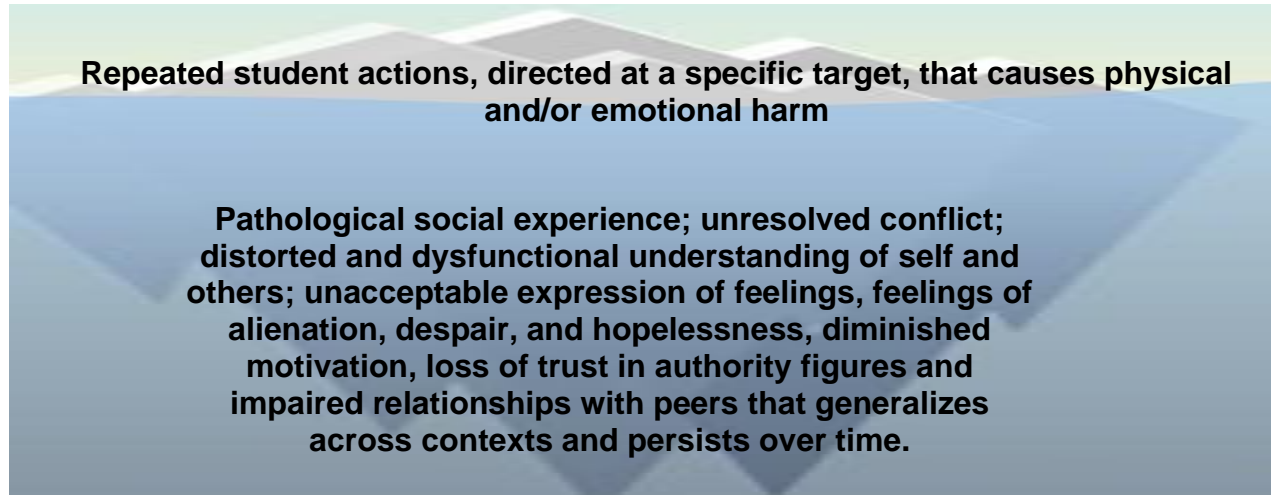 Repeated student actions, directed at a specific target, that causes physical
and/or emotional harm
Pathological social experience; unresolved conflict;
distorted and dysfunctional understanding of self and
others; unacceptable expression of feelings, feelings of
alienation, despair, and hopelessness, diminished
motivation, loss of trust in authority figures and
impaired relationships with peers that generalizes
across contexts and persists over time.